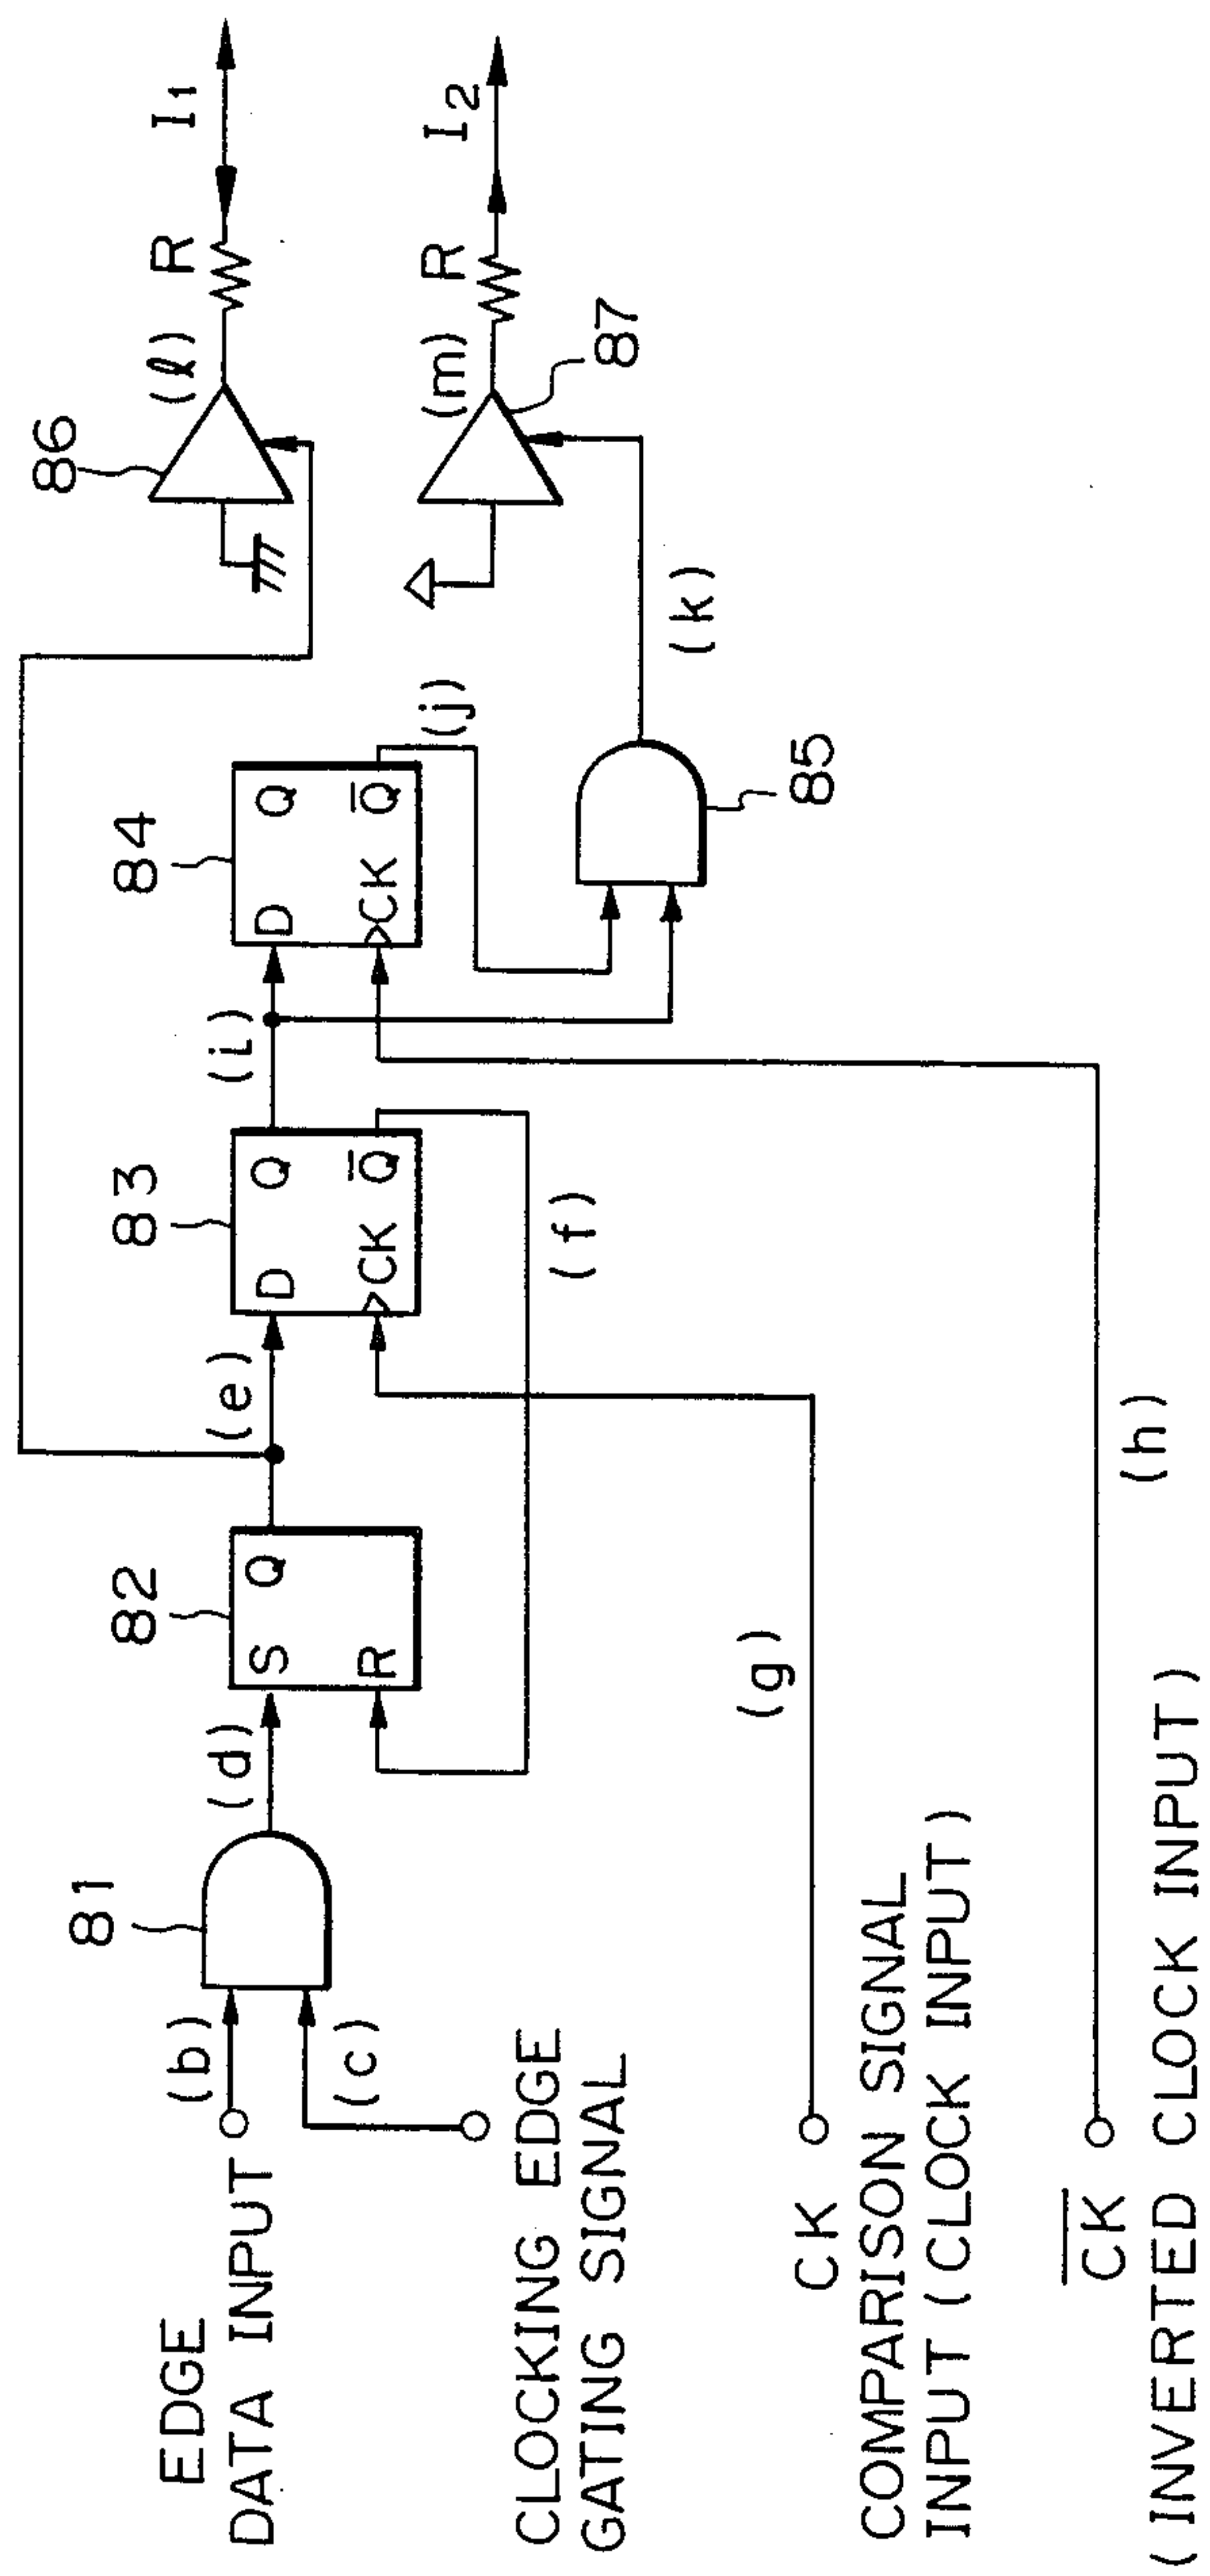 EDGE
DATA INPUT
(b)
CLOCKING EDGE
GATING SIGNAL
(c)
81
(d)
82
S Q
R
(e)
83
D Q
CK Q̅
(f)
CK
COMPARISON SIGNAL
INPUT (CLOCK INPUT)
(g)
C̅K̅
(INVERTED CLOCK INPUT)
(h)
(i)
84
D Q
CK Q̅
(j)
85
(k)
86
(ℓ)
R
I1
87
(m)
R
I2